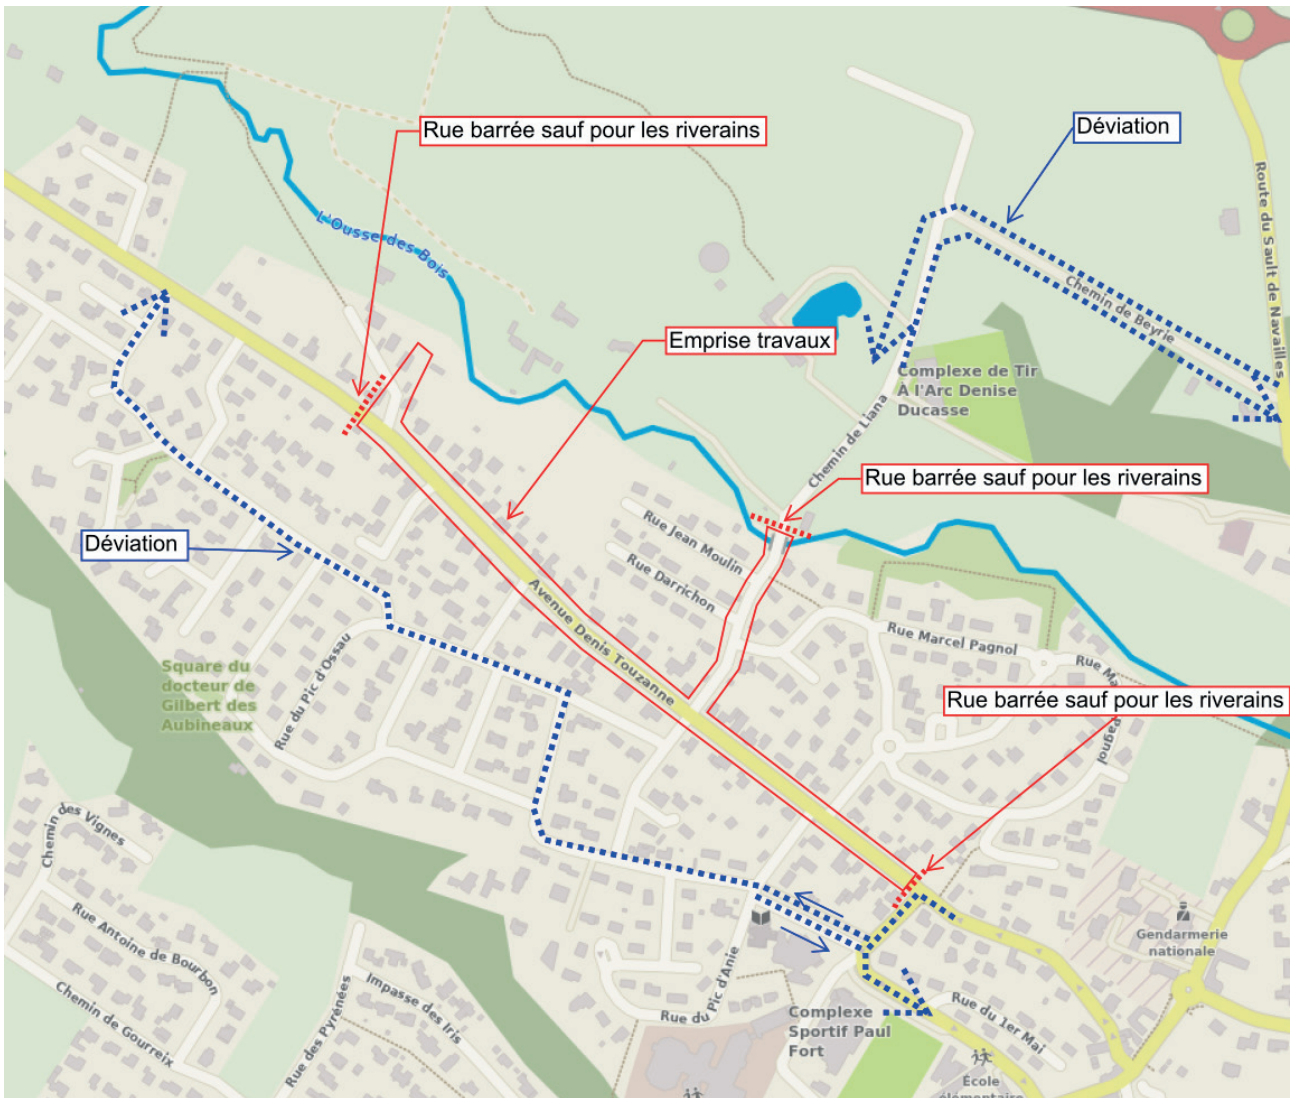 Rue barrée sauf pour les riverains
Déviation
Route du Sault de Navailles
L'Ousse des Bois
Chemin de Beyrie
Emprise travaux
Complexe de Tir
À l'Arc Denise
Ducasse
Chemin de Liana
Rue barrée sauf pour les riverains
Rue Jean Moulin
Déviation
Rue Darrichon
Avenue Denis Touzanne
Rue Marcel Pagnol
Rue Ma
Pagnol
Square du
docteur de
Gilbert des
Aubineaux
Rue du Pic d'Ossau
Rue barrée sauf pour les riverains
Chemin des Vignes
Rue Antoine de Bourbon
Chemin de Gourreix
Rue des Pyrénées
Impasse des Iris
Rue du Pic d'Anie
Gendarmerie
nationale
Rue du 1er Mai
Complexe
Sportif Paul
Fort
École
élémentaire